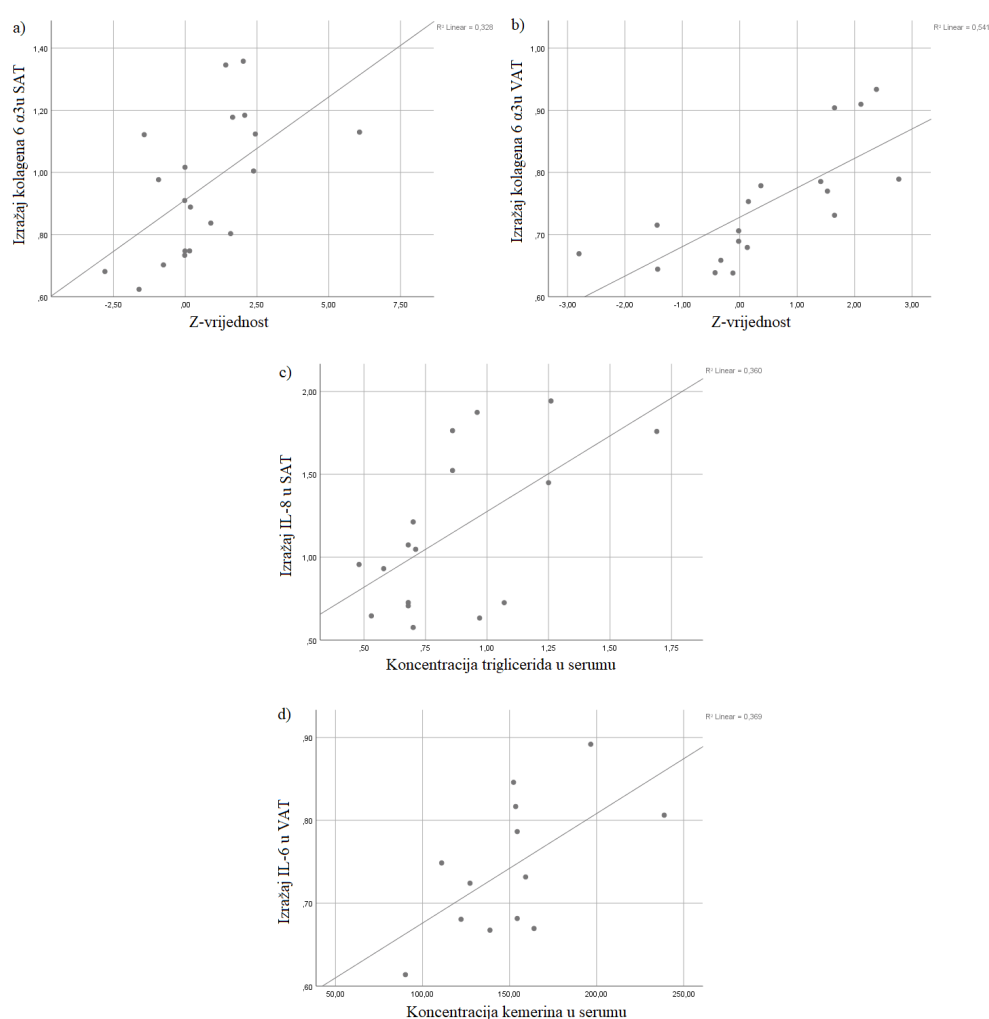 a)
R² Linear = 0,328
Izražaj kolagena 6 α3u SAT
1,40
1,20
1,00
,80
,60
-2,50
,00
2,50
5,00
7,50
Z-vrijednost
b)
R² Linear = 0,541
Izražaj kolagena 6 α3u VAT
1,00
,90
,80
,70
,60
-3,00
-2,00
-1,00
,00
1,00
2,00
3,00
Z-vrijednost
c)
R² Linear = 0,360
Izražaj IL-8 u SAT
2,00
1,50
1,00
,50
,50
,75
1,00
1,25
1,50
1,75
Koncentracija triglicerida u serumu
d)
R² Linear = 0,369
Izražaj IL-6 u VAT
,90
,80
,70
,60
50,00
100,00
150,00
200,00
250,00
Koncentracija kemerina u serumu